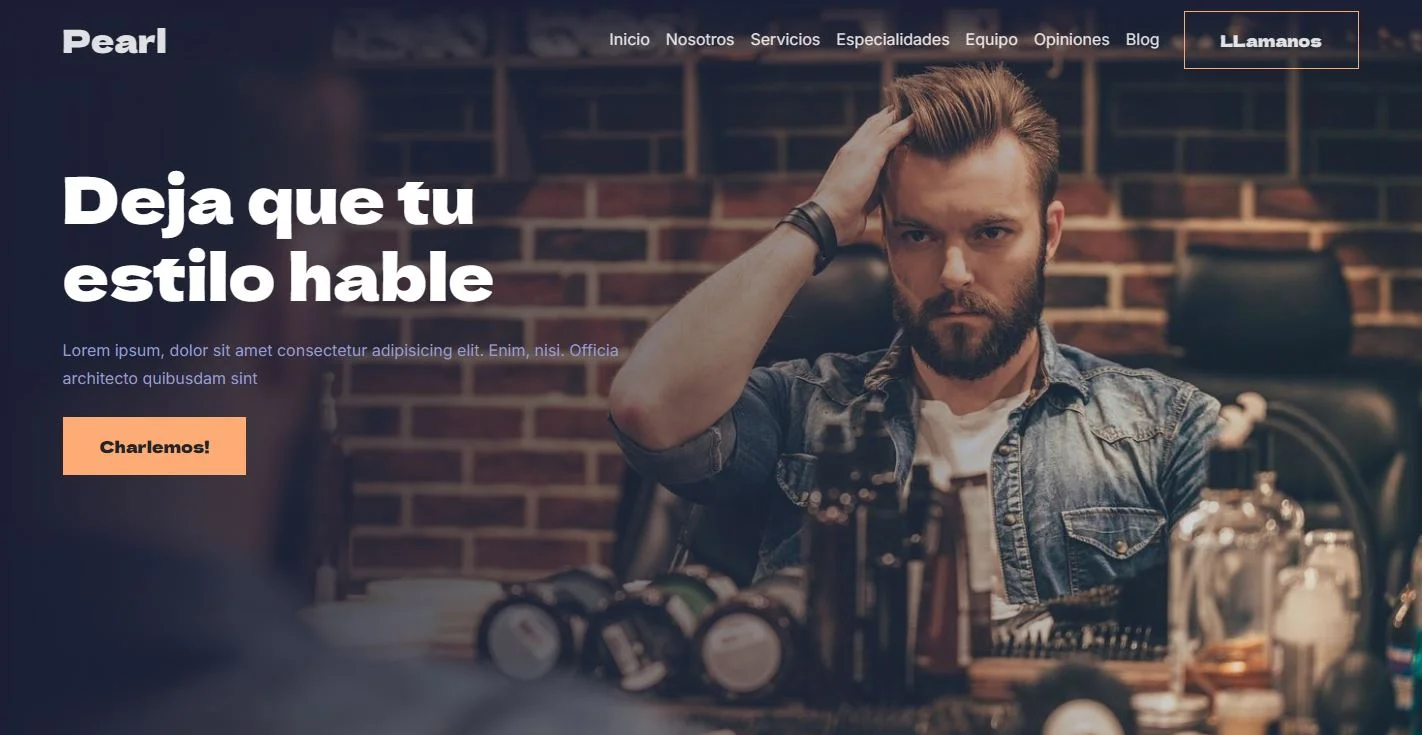 Pearl
Inicio Nosotros Servicios Especialidades Equipo Opiniones Blog LLamanos
Deja que tu
estilo hable
Lorem ipsum, dolor sit amet consectetur adipisicing elit. Enim, nisi. Officia
architecto quibusdam sint
Charlemos!